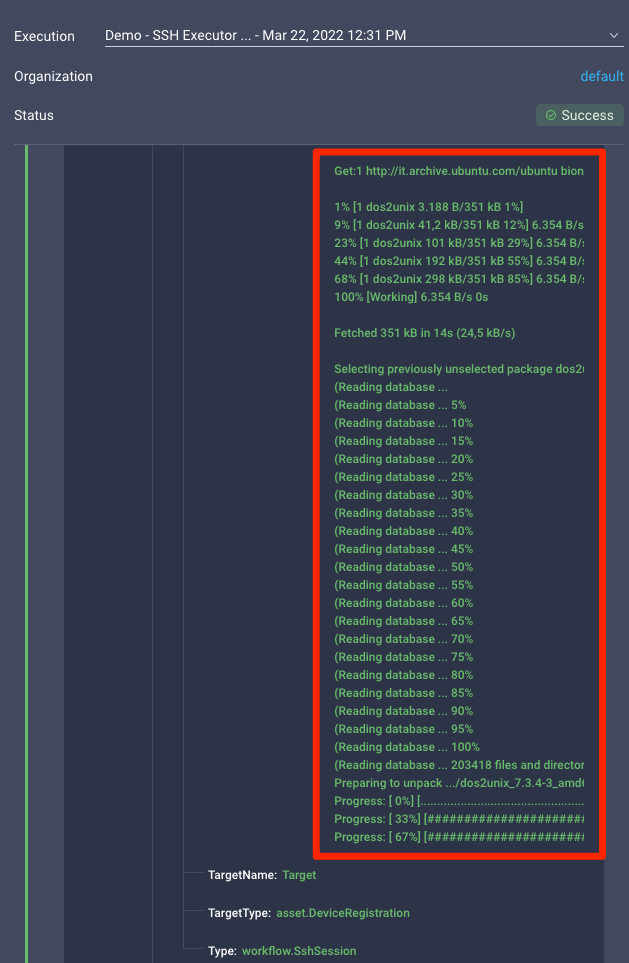 Execution
Demo - SSH Executor ... - Mar 22, 2022 12:31 PM
Organization
default
Status
Success
Get:1 http://it.archive.ubuntu.com/ubuntu bion
1% [1 dos2unix 3.188 B/351 kB 1%]
9% [1 dos2unix 41,2 kB/351 kB 12%] 6.354 B/s
23% [1 dos2unix 101 kB/351 kB 29%] 6.354 B/s
44% [1 dos2unix 192 kB/351 kB 55%] 6.354 B/s
68% [1 dos2unix 298 kB/351 kB 85%] 6.354 B/s
100% [Working] 6.354 B/s 0s
Fetched 351 kB in 14s (24,5 kB/s)
Selecting previously unselected package dos2u
(Reading database ...
(Reading database ... 5%
(Reading database ... 10%
(Reading database ... 15%
(Reading database ... 20%
(Reading database ... 25%
(Reading database ... 30%
(Reading database ... 35%
(Reading database ... 40%
(Reading database ... 45%
(Reading database ... 50%
(Reading database ... 55%
(Reading database ... 60%
(Reading database ... 65%
(Reading database ... 70%
(Reading database ... 75%
(Reading database ... 80%
(Reading database ... 85%
(Reading database ... 90%
(Reading database ... 95%
(Reading database ... 100%
(Reading database ... 203418 files and director
Preparing to unpack .../dos2unix_7.3.4-3_amd6
Progress: [ 0%] [..................................................
Progress: [ 33%] [######################
Progress: [ 67%] [######################
TargetName: Target
TargetType: asset.DeviceRegistration
Type: workflow.SshSession